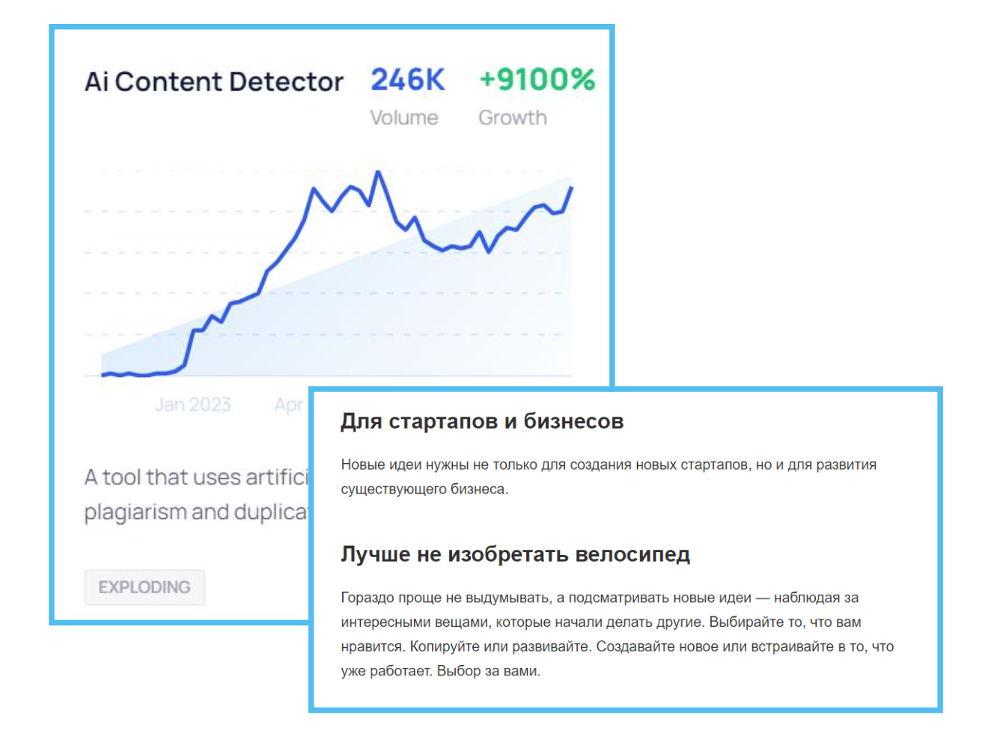 Ai Content Detector
246K
+9100%
Volume
Growth
Jan 2023
Apr
A tool that uses
plagiarism and
EXPLODING
Для стартапов и бизнесов
Новые идеи нужны не только для создания новых стартапов, но и для развития
существующего бизнеса.
Лучше не изобретать велосипед
Гораздо проще не выдумывать, а подсматривать новые идеи — наблюдая за
интересными вещами, которые начали делать другие. Выбирайте то, что вам
нравится. Копируйте или развивайте. Создавайте новое или встраивайте в то, что
уже работает. Выбор за вами.